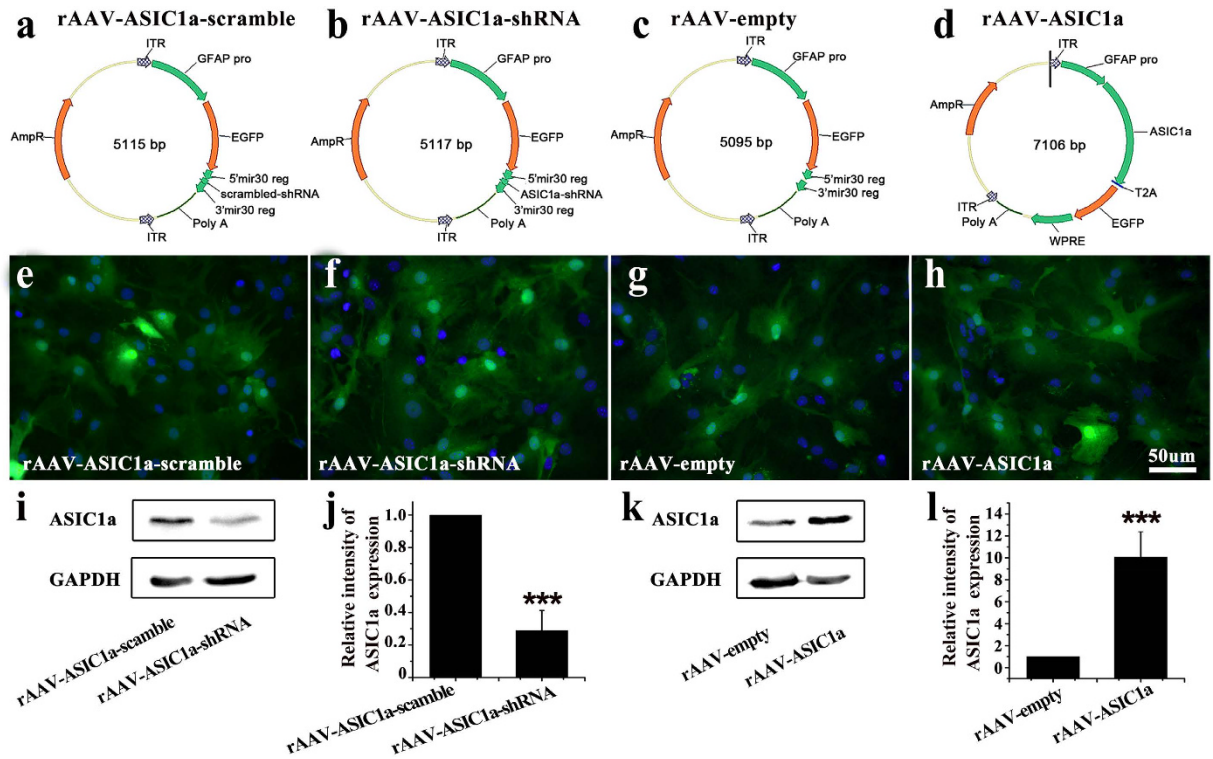 a rAAV-ASIC1a-scramble
ITR
GFAP pro
AmpR
5115 bp
EGFP
5'mir30 reg
scrambled-shRNA
3'mir30 reg
Poly A
ITR
b rAAV-ASIC1a-shRNA
ITR
GFAP pro
AmpR
5117 bp
EGFP
5'mir30 reg
ASIC1a-shRNA
3'mir30 reg
Poly A
ITR
c rAAV-empty
ITR
GFAP pro
AmpR
5095 bp
EGFP
5'mir30 reg
3'mir30 reg
Poly A
ITR
d rAAV-ASIC1a
ITR
GFAP pro
AmpR
7106 bp
ASIC1a
T2A
ITR
Poly A
EGFP
WPRE
e
rAAV-ASIC1a-scramble
f
rAAV-ASIC1a-shRNA
g
rAAV-empty
h
rAAV-ASIC1a
50um
i
ASIC1a
GAPDH
rAAV-ASIC1a-scamble
rAAV-ASIC1a-shRNA
j
Relative intensity of
ASIC1a expression
1.0
0.8
0.6
0.4
0.2
0
***
rAAV-ASIC1a-scamble
rAAV-ASIC1a-shRNA
k
ASIC1a
GAPDH
rAAV-empty
rAAV-ASIC1a
l
Relative intensity of
ASIC1a expression
14
12
10
8
6
4
2
0
***
rAAV-empty
rAAV-ASIC1a